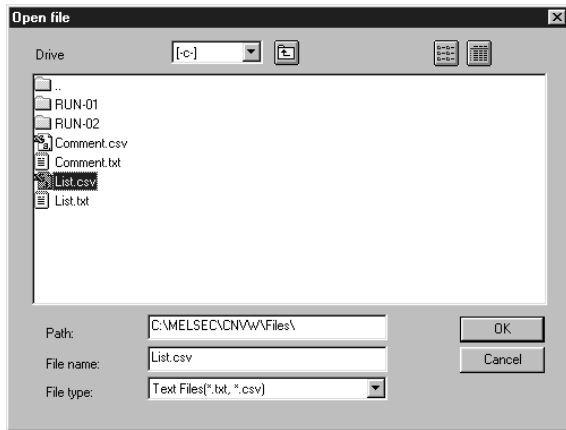 Open file
Drive
[-c-]
..
RUN-01
RUN-02
Comment.csv
Comment.txt
List.csv
List.txt
Path:
C:\MELSEC\CNVW\Files\
OK
File name:
List.csv
Cancel
File type:
Text Files(*.txt, *.csv)